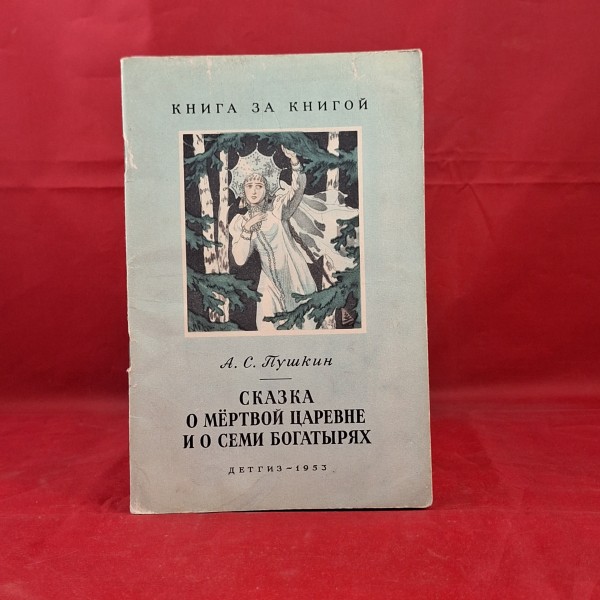 КНИГА ЗА КНИГОЙ
А. С. Пушкин
СКАЗКА
О МЁРТВОЙ ЦАРЕВНЕ
И О СЕМИ БОГАТЫРЯХ
ДЕТГИЗ—1953